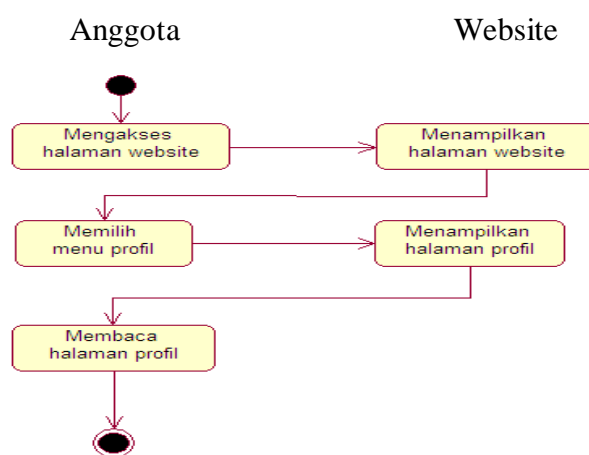 Anggota
Website
Mengakses
halaman website
Menampilkan
halaman website
Memilih
menu profil
Menampilkan
halaman profil
Membaca
halaman profil